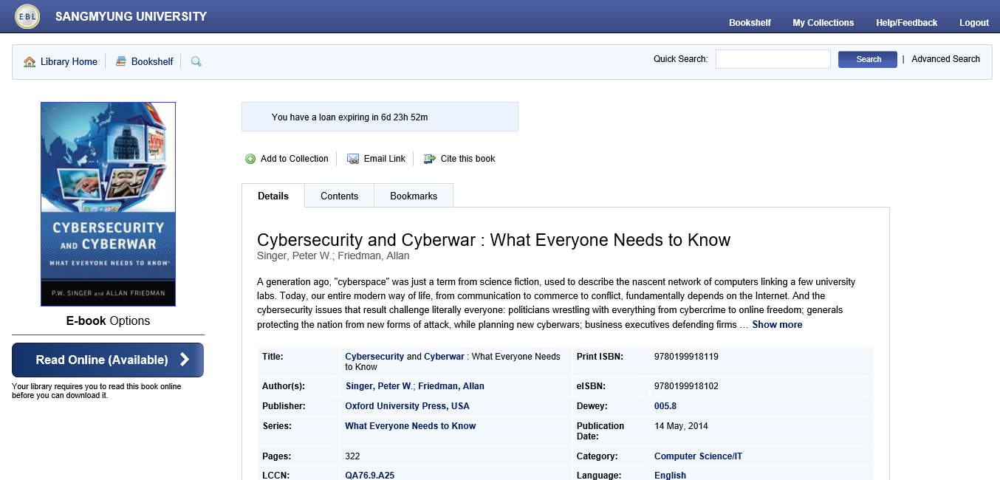 EBL
SANGMYUNG UNIVERSITY
Bookshelf My Collections Help/Feedback Logout
Library Home Bookshelf
Quick Search: Search | Advanced Search
CYBERSECURITY
AND CYBERWAR
WHAT EVERYONE NEEDS TO KNOW®
P.W. SINGER AND ALLAN FRIEDMAN
E-book Options
Read Online (Available)
Your library requires you to read this book online
before you can download it.
You have a loan expiring in 6d 23h 52m
Add to Collection Email Link Cite this book
Details Contents Bookmarks
Cybersecurity and Cyberwar : What Everyone Needs to Know
Singer, Peter W.; Friedman, Allan
A generation ago, "cyberspace" was just a term from science fiction, used to describe the nascent network of computers linking a few university
labs. Today, our entire modern way of life, from communication to commerce to conflict, fundamentally depends on the Internet. And the
cybersecurity issues that result challenge literally everyone: politicians wrestling with everything from cybercrime to online freedom; generals
protecting the nation from new forms of attack, while planning new cyberwars; business executives defending firms ... Show more
Title: Cybersecurity and Cyberwar : What Everyone Needs
to Know
Print ISBN: 9780199918119
Author(s): Singer, Peter W.; Friedman, Allan
eISBN: 9780199918102
Publisher: Oxford University Press, USA
Dewey: 005.8
Series: What Everyone Needs to Know
Publication
Date: 14 May, 2014
Pages: 322
Category: Computer Science/IT
LCCN: QA76.9.A25
Language: English